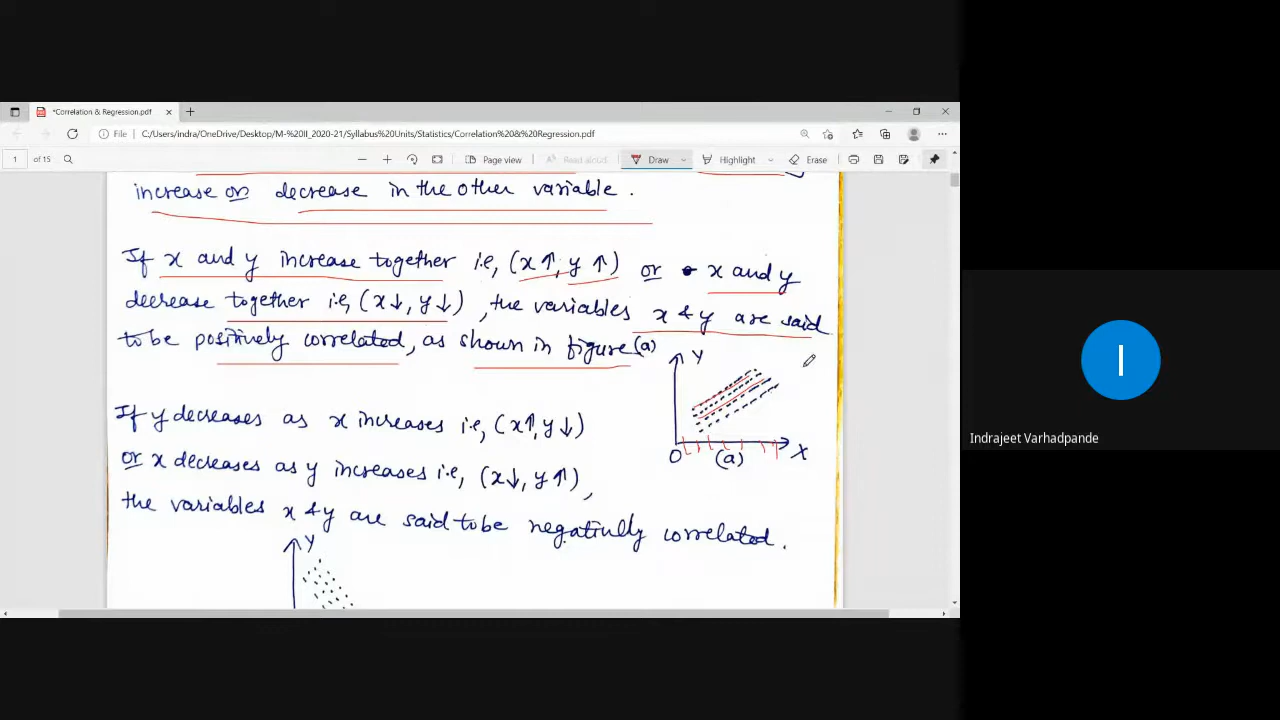 *Correlation & Regression.pdf
File C:/Users/indra/OneDrive/Desktop/M-%20II_2020-21/Syllabus%20Units/Statistics/Correlation%20&%20Regression.pdf
1 of 15 Page view Read aloud Draw Highlight Erase
increase or decrease in the other variable.
If x and y increase together i.e, (x↑, y↑) or x and y
decrease together i.e, (x↓, y↓), the variables x & y are said
to be positively correlated, as shown in figure (a)
Y
O (a) X
If y decreases as x increases i.e, (x↑, y↓)
or x decreases as y increases i.e, (x↓, y↑),
the variables x & y are said to be negatively correlated.
Y
I
Indrajeet Varhadpande